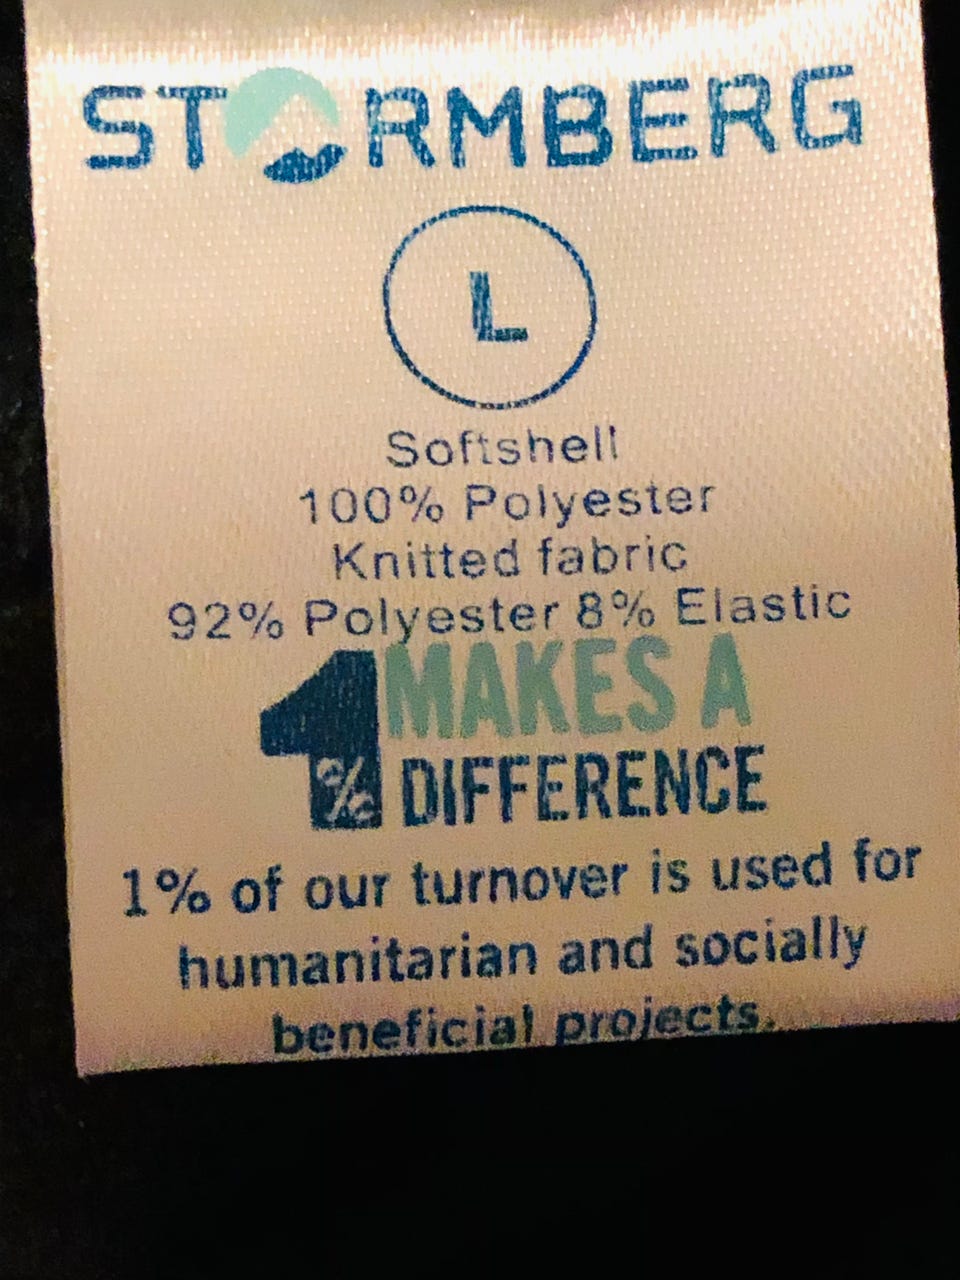 STORMBERG
L
Softshell
100% Polyester
Knitted fabric
92% Polyester 8% Elastic
1% MAKES A
DIFFERENCE
1% of our turnover is used for
humanitarian and socially
beneficial projects.